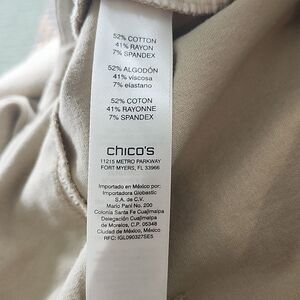 52% COTTON
41% RAYON
7% SPANDEX
52% ALGODÓN
41% viscosa
7% elastano
52% COTON
41% RAYONNE
7% SPANDEX
chico's
11215 METRO PARKWAY
FORT MYERS, FL 33966
Importado en México por:
Importadora Globastic
S.A. de C.V.
Mario Pani No. 200
Colonia Santa Fe Cuajimalpa
Delegación Cuajimalpa
de Morelos, C.P. 05348
Ciudad de México, México
RFC: IGL090327SE5